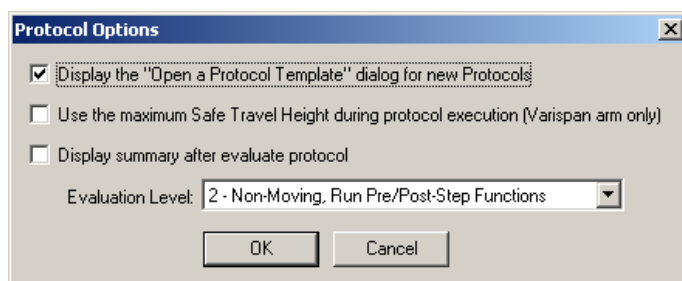 Protocol Options
Display the "Open a Protocol Template" dialog for new Protocols
Use the maximum Safe Travel Height during protocol execution (Varispan arm only)
Display summary after evaluate protocol
Evaluation Level: 2 - Non-Moving, Run Pre/Post-Step Functions
OK Cancel